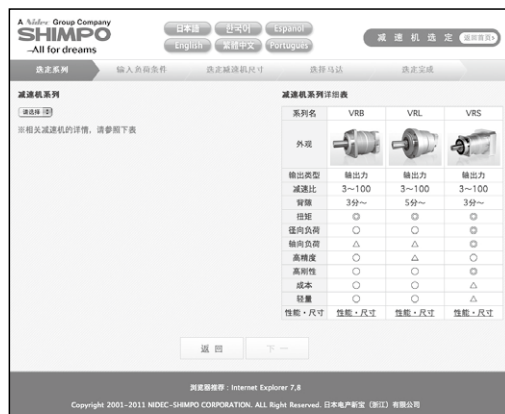 A Nidec Group Company
SHIMPO
—All for dreams
日本語 한국어 Español
English 繁體中文 Português
减速机选定 返回首页>
选定系列 输入负荷条件 选定减速机尺寸 选择马达 选定完成
减速机系列
请选择
※相关减速机的详情，请参照下表
减速机系列详细表
系列名 VRB VRL VRS
外观
输出类型 轴出力 轴出力 轴出力
减速比 3～100 3～100 3～100
背隙 3分～ 5分～ 3分～
扭矩 ◎ ◎ ◎
径向负荷 ○ ○ ◎
轴向负荷 △ △ ◎
高精度 ○ △ ○
高刚性 ○ ○ ◎
成本 ○ ○ △
轻量 ○ ○ △
性能・尺寸 性能・尺寸 性能・尺寸 性能・尺寸
返回 下一
浏览器推荐：Internet Explorer 7,8
Copyright 2001-2011 NIDEC-SHIMPO CORPORATION. ALL Right Reserved. 日本电产新宝（浙江）有限公司